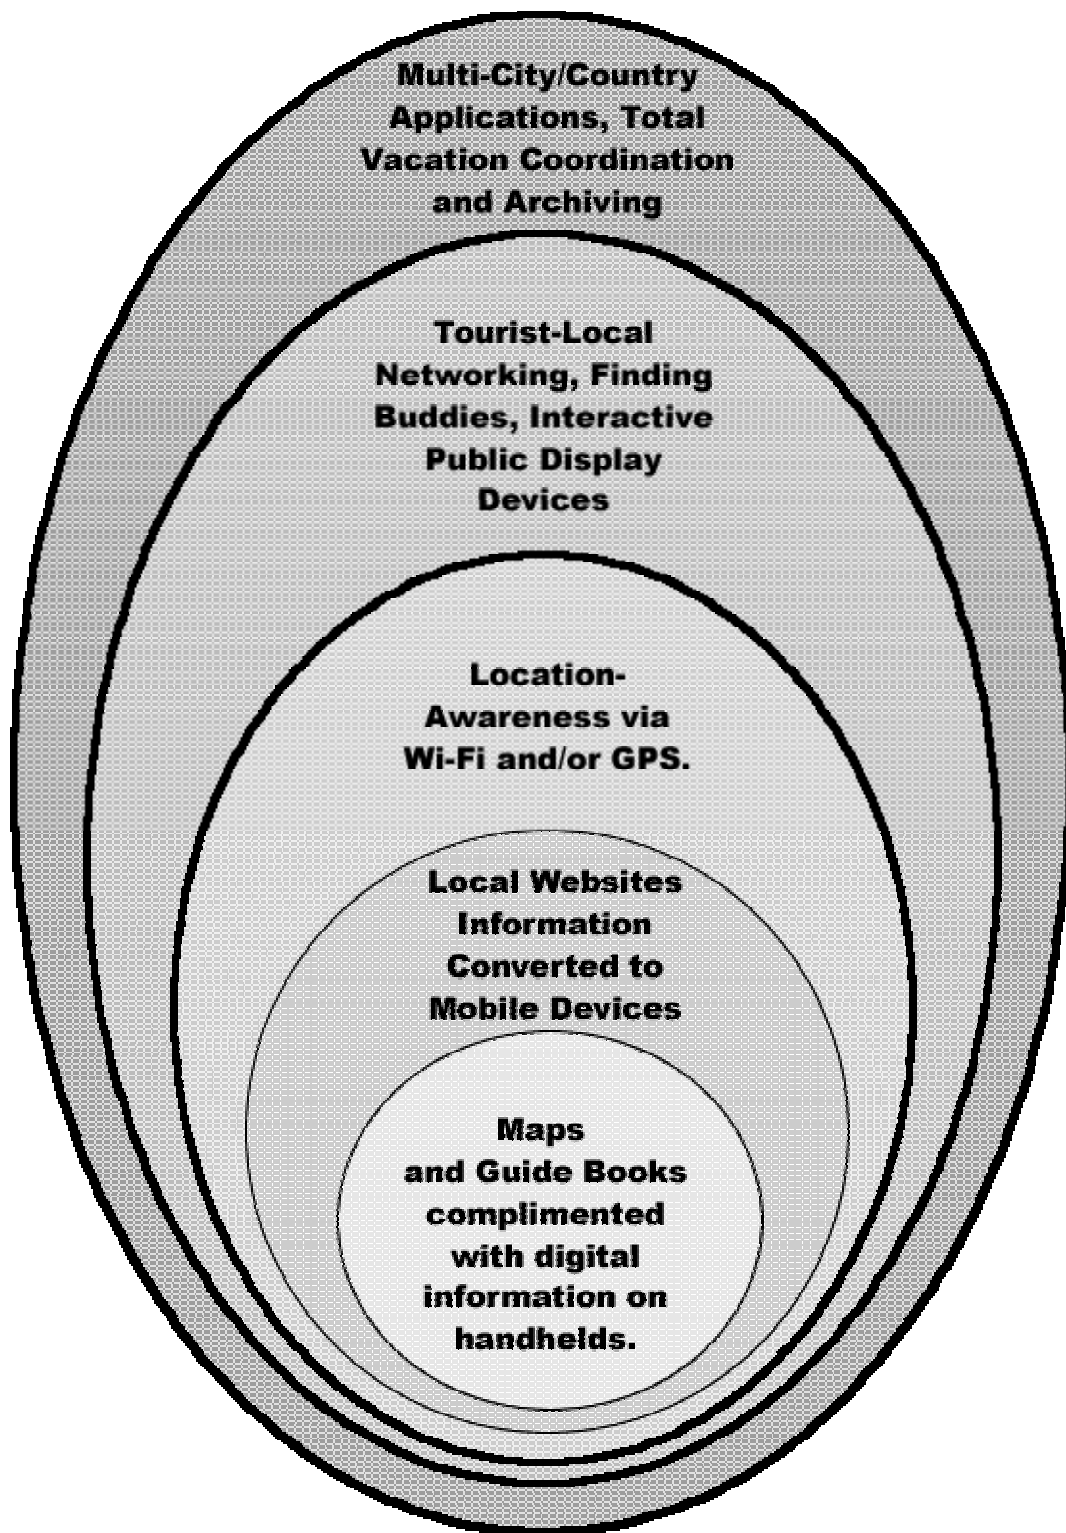 Multi-City/Country
Applications, Total
Vacation Coordination
and Archiving
Tourist-Local
Networking, Finding
Buddies, Interactive
Public Display
Devices
Location-
Awareness via
Wi-Fi and/or GPS.
Local Websites
Information
Converted to
Mobile Devices
Maps
and Guide Books
complimented
with digital
information on
handhelds.